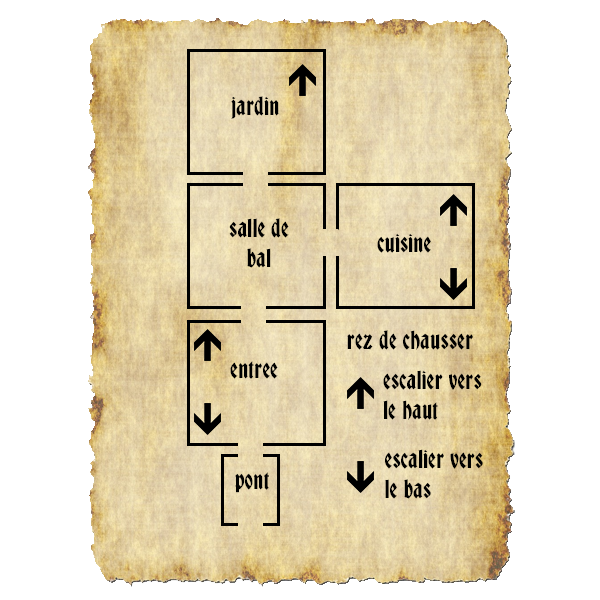 jardin
salle de
bal
cuisine
entree
pont
rez de chausser
escalier vers
le haut
escalier vers
le bas